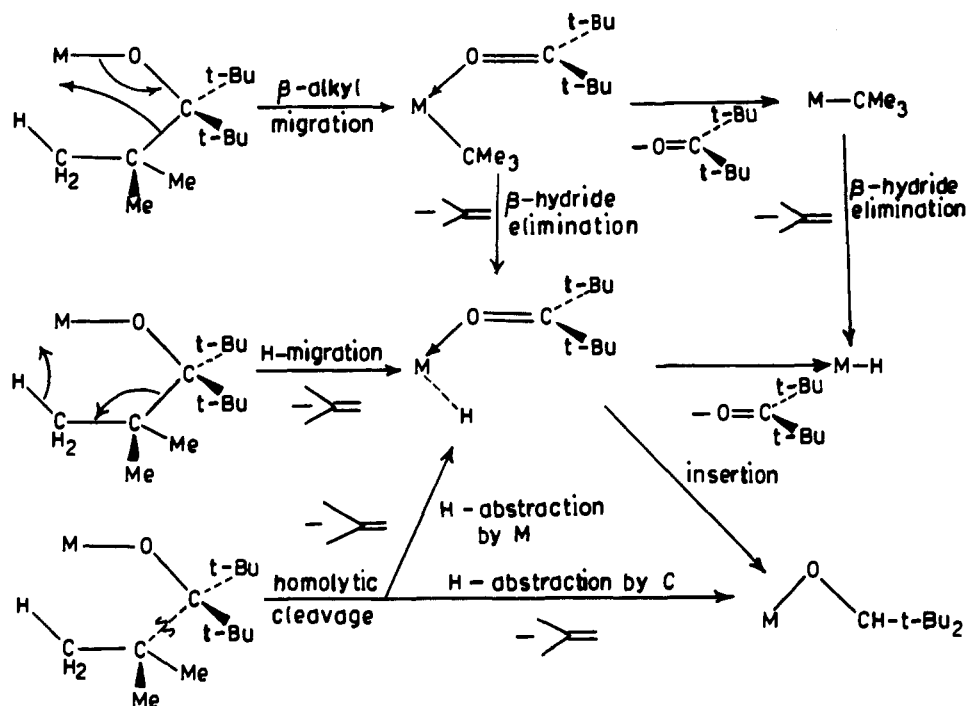 M—O
t-Bu
C
t-Bu
H
C—C
H2
Me
Me
β-alkyl
migration
O=C
t-Bu
t-Bu
M
CMe3
−
β-hydride
elimination
−O=C
t-Bu
t-Bu
M—CMe3
−
β-hydride
elimination
M—O
t-Bu
C
t-Bu
H
C—C
H2
Me
Me
H-migration
−
O=C
t-Bu
t-Bu
M
H
−O=C
t-Bu
t-Bu
M-H
insertion
−
H-abstraction
by M
M—O
t-Bu
C
t-Bu
H
C—C
H2
Me
Me
homolytic
cleavage
H-abstraction by C
−
O
M
CH-t-Bu2